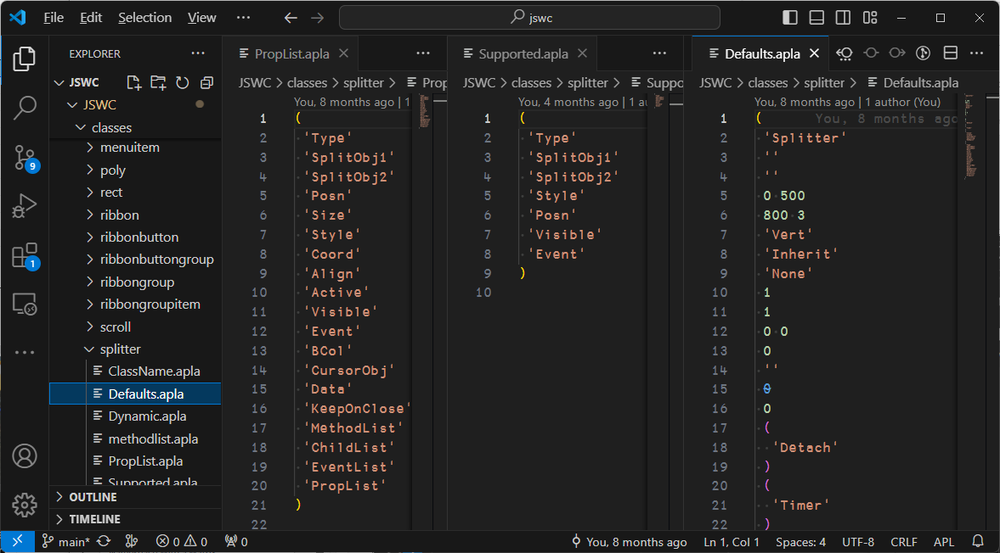 File Edit Selection View ··· jswc
EXPLORER ···
JSWC
JSWC
classes
menuitem
poly
rect
ribbon
ribbonbutton
ribbonbuttongroup
ribbongroup
ribbongroupitem
scroll
splitter
ClassName.apla
Defaults.apla
Dynamic.apla
methodlist.apla
PropList.apla
Supported.apla
OUTLINE
TIMELINE
9
1
PropList.apla
JSWC > classes > splitter > Prop
You, 8 months ago | 1
1 (
2 'Type'
3 'SplitObj1'
4 'SplitObj2'
5 'Posn'
6 'Size'
7 'Style'
8 'Coord'
9 'Align'
10 'Active'
11 'Visible'
12 'Event'
13 'BCol'
14 'CursorObj'
15 'Data'
16 'KeepOnClose'
17 'MethodList'
18 'ChildList'
19 'EventList'
20 'PropList'
21 )
22
Supported.apla
JSWC > classes > splitter > Suppo
You, 4 months ago | 1 au
1 (
2 'Type'
3 'SplitObj1'
4 'SplitObj2'
5 'Style'
6 'Posn'
7 'Visible'
8 'Event'
9 )
10
Defaults.apla
JSWC > classes > splitter > Defaults.apla
You, 8 months ago | 1 author (You)
1 ( You, 8 months ago
2 'Splitter'
3 ''
4 ''
5 0 500
6 800 3
7 'Vert'
8 'Inherit'
9 'None'
10 1
11 1
12 0 0
13 0
14 ''
15 θ
16 0
17 (
18 'Detach'
19 )
20 (
21 'Timer'
22 )
main* 0 0 0 You, 8 months ago Ln 1, Col 1 Spaces: 4 UTF-8 CRLF APL